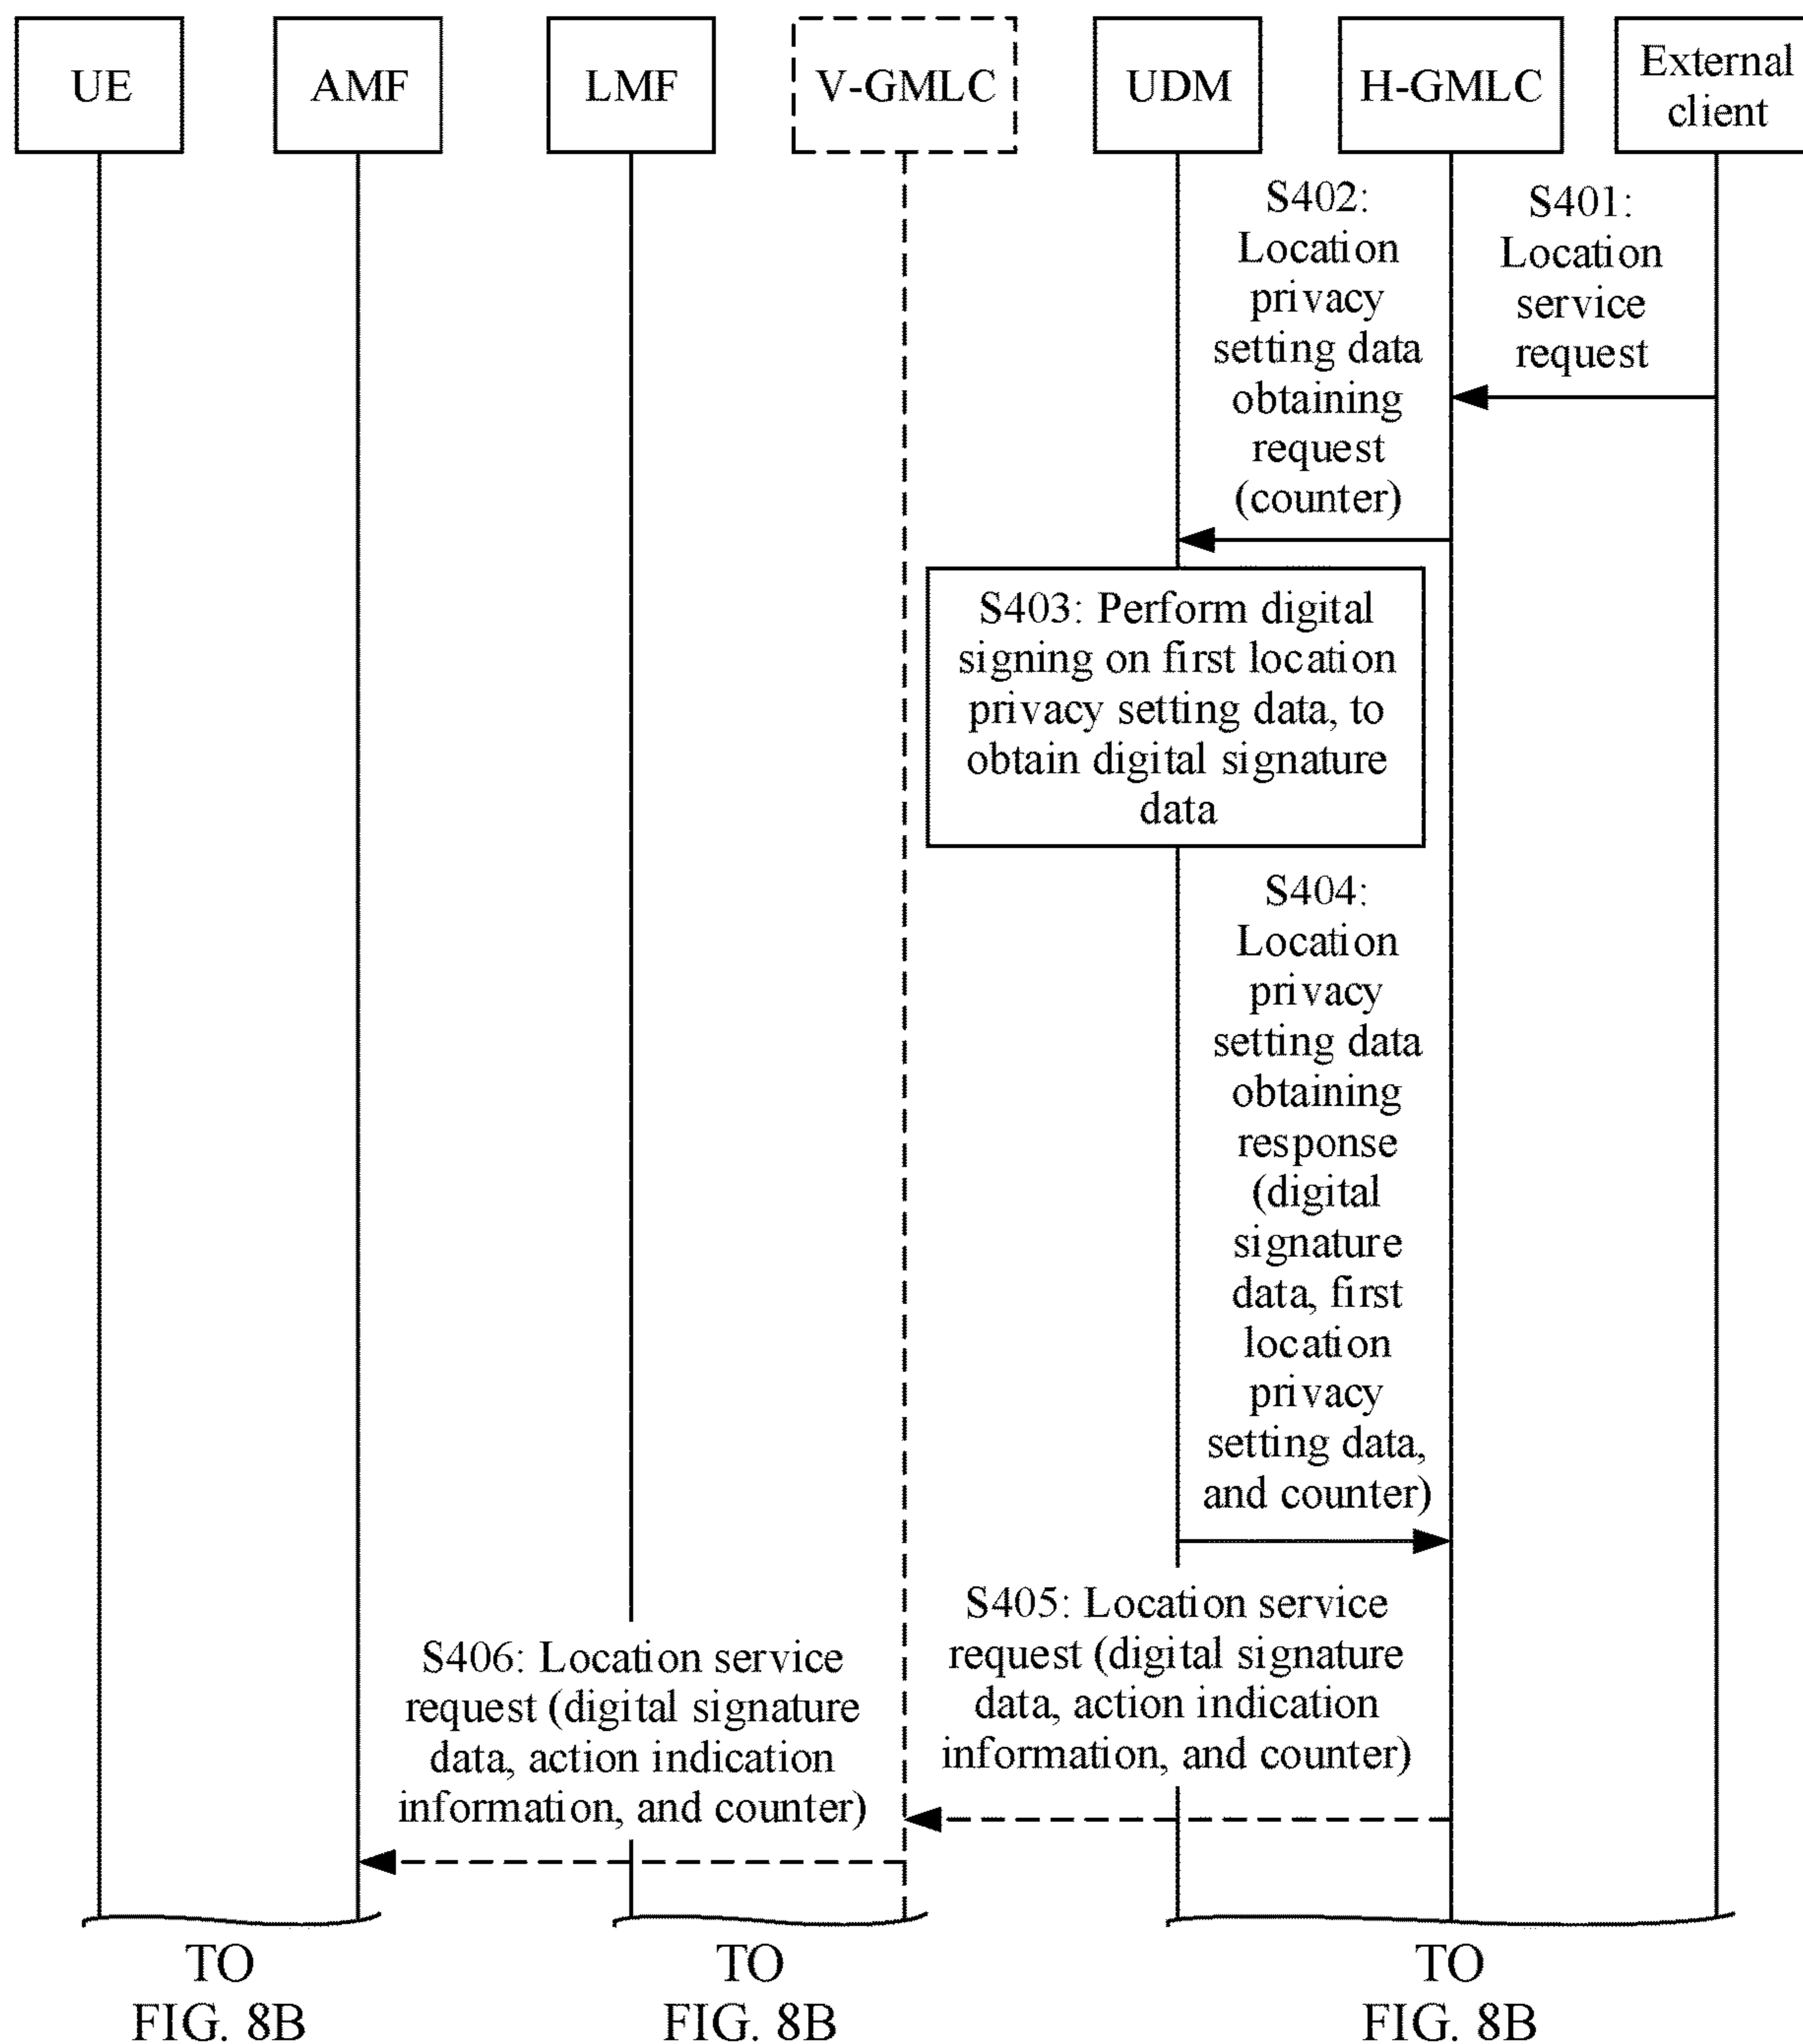 UE
AMF
LMF
V-GMLC
UDM
H-GMLC
External
client
S401:
Location
service
request
S402:
Location
privacy
setting data
obtaining
request
(counter)
S403: Perform digital
signing on first location
privacy setting data, to
obtain digital signature
data
S404:
Location
privacy
setting data
obtaining
response
(digital
signature
data, first
location
privacy
setting data,
and counter)
S405: Location service
request (digital signature
data, action indication
information, and counter)
S406: Location service
request (digital signature
data, action indication
information, and counter)
TO
FIG. 8B
TO
FIG. 8B
TO
FIG. 8B